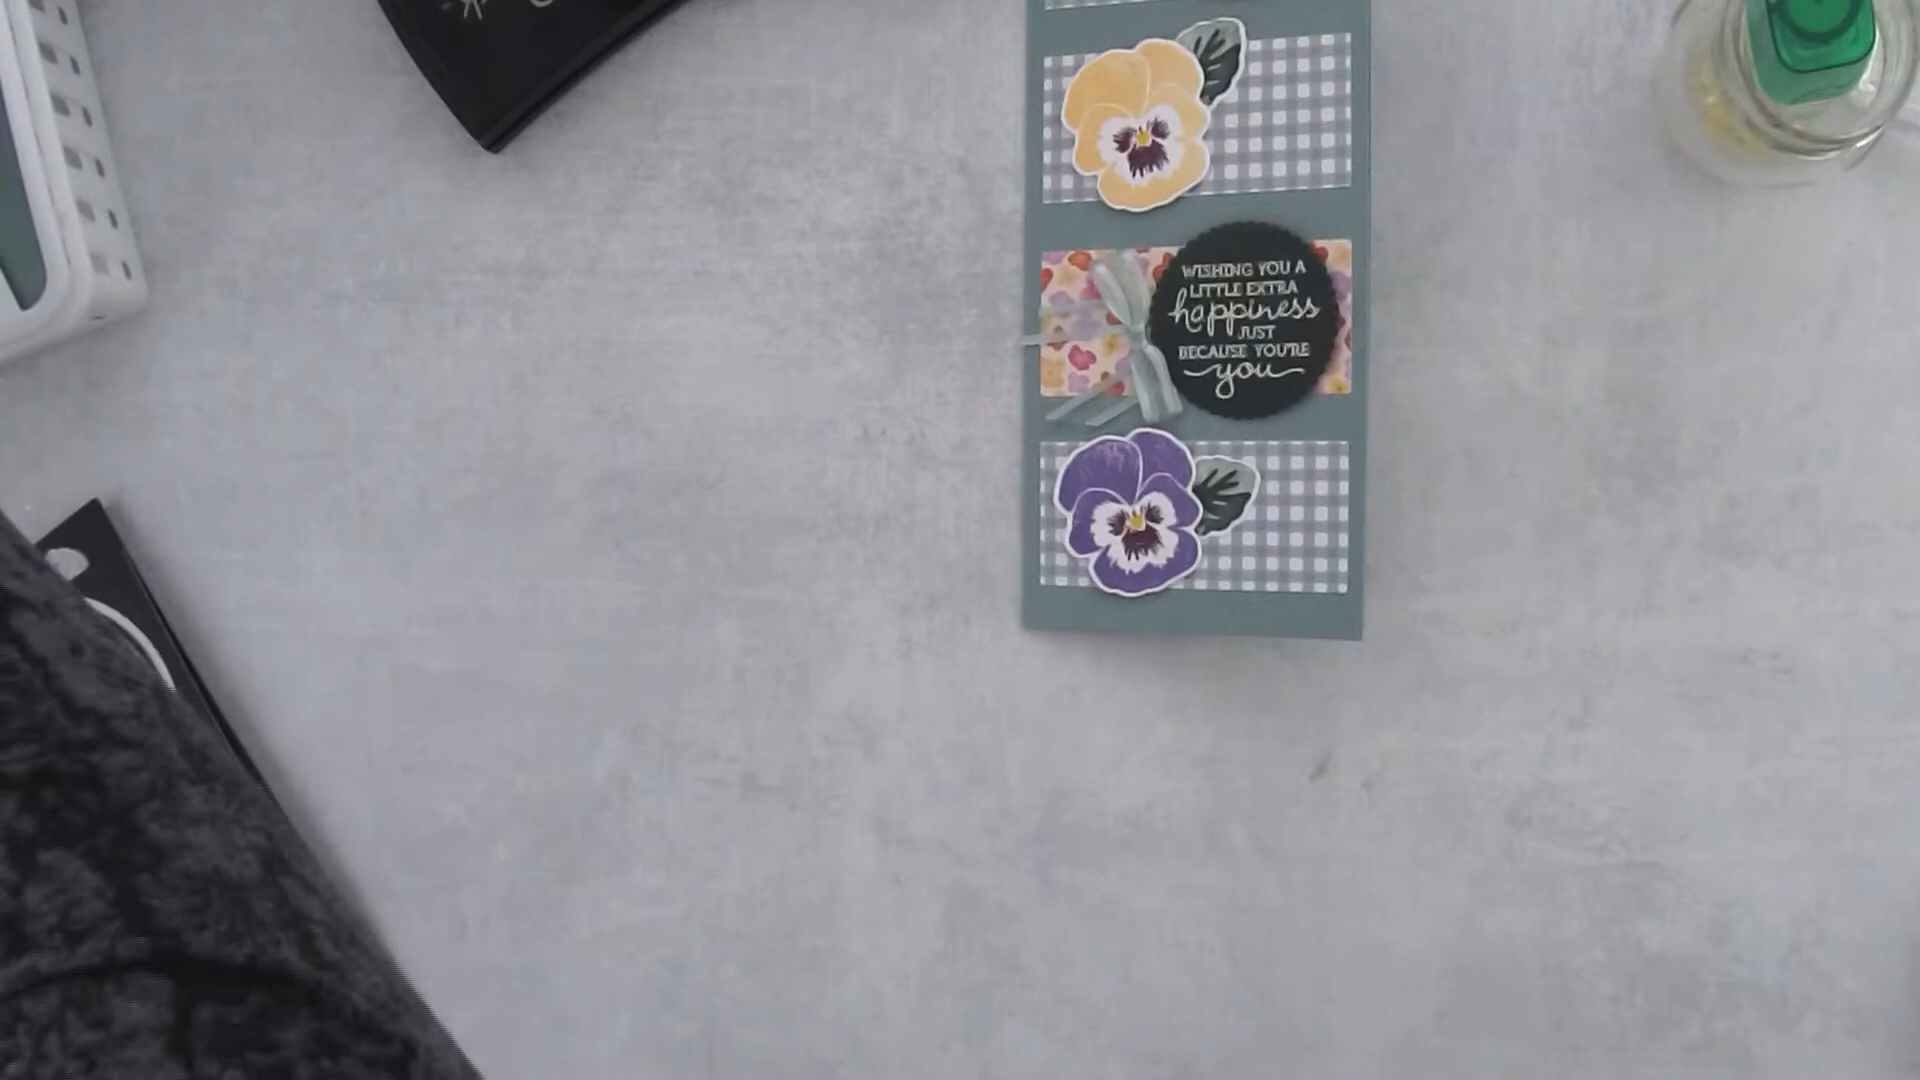 WISHING YOU A
LITTLE EXTRA
happiness
JUST
BECAUSE YOU'RE
you